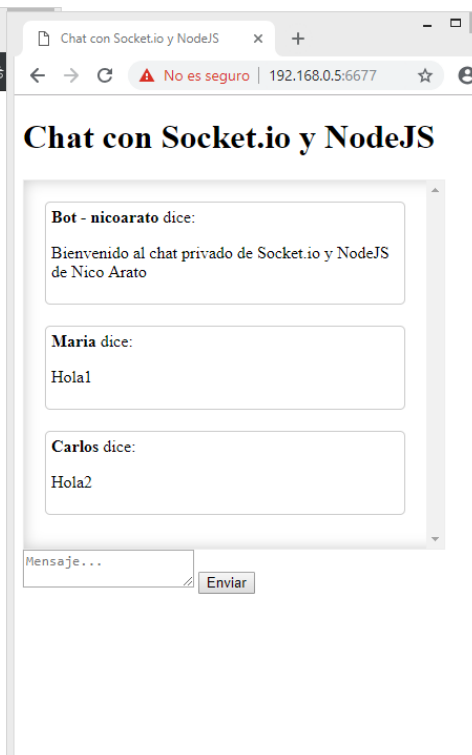 Chat con Socket.io y NodeJS
No es seguro | 192.168.0.5:6677
Chat con Socket.io y NodeJS
Bot - nicoarato dice:
Bienvenido al chat privado de Socket.io y NodeJS
de Nico Arato
Maria dice:
Hola1
Carlos dice:
Hola2
Mensaje...
Enviar